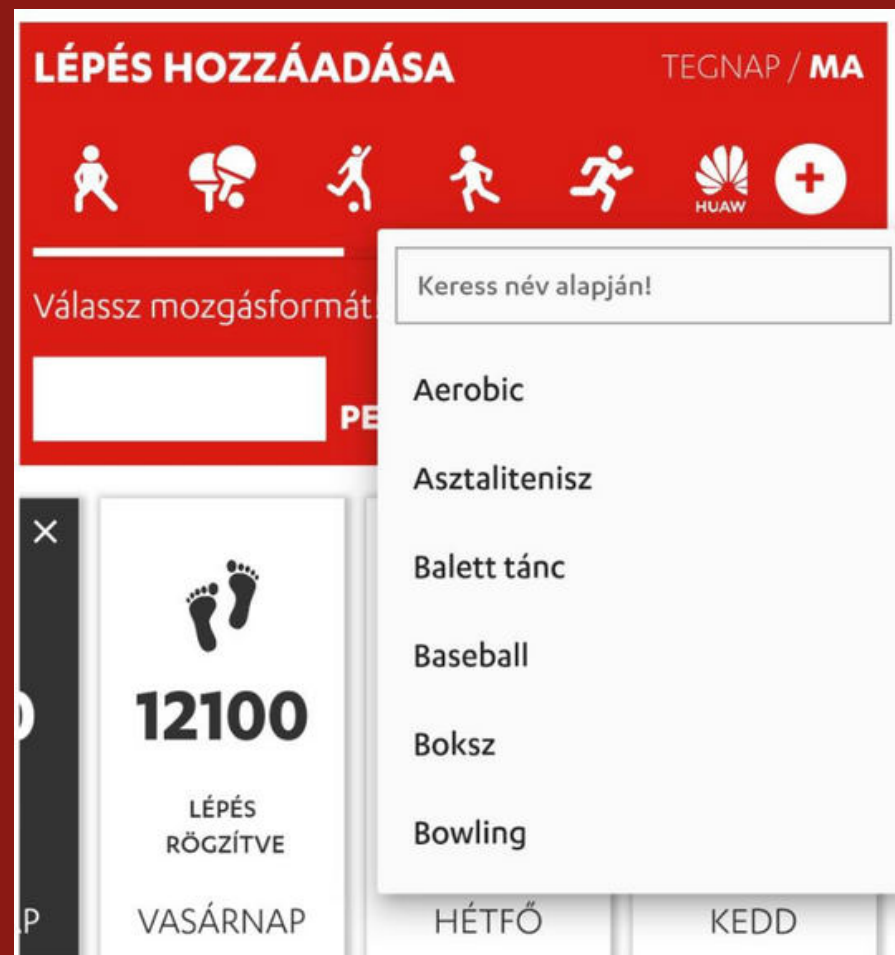 LÉPÉS HOZZÁADÁSA
TEGNAP / MA
HUAW
Keress név alapján!
Válassz mozgásformát.
PE
Aerobic
Asztalitenisz
Balett tánc
Baseball
Boksz
Bowling
12100
LÉPÉS
RÖGZÍTVE
VASÁRNAP
HÉTFŐ
KEDD